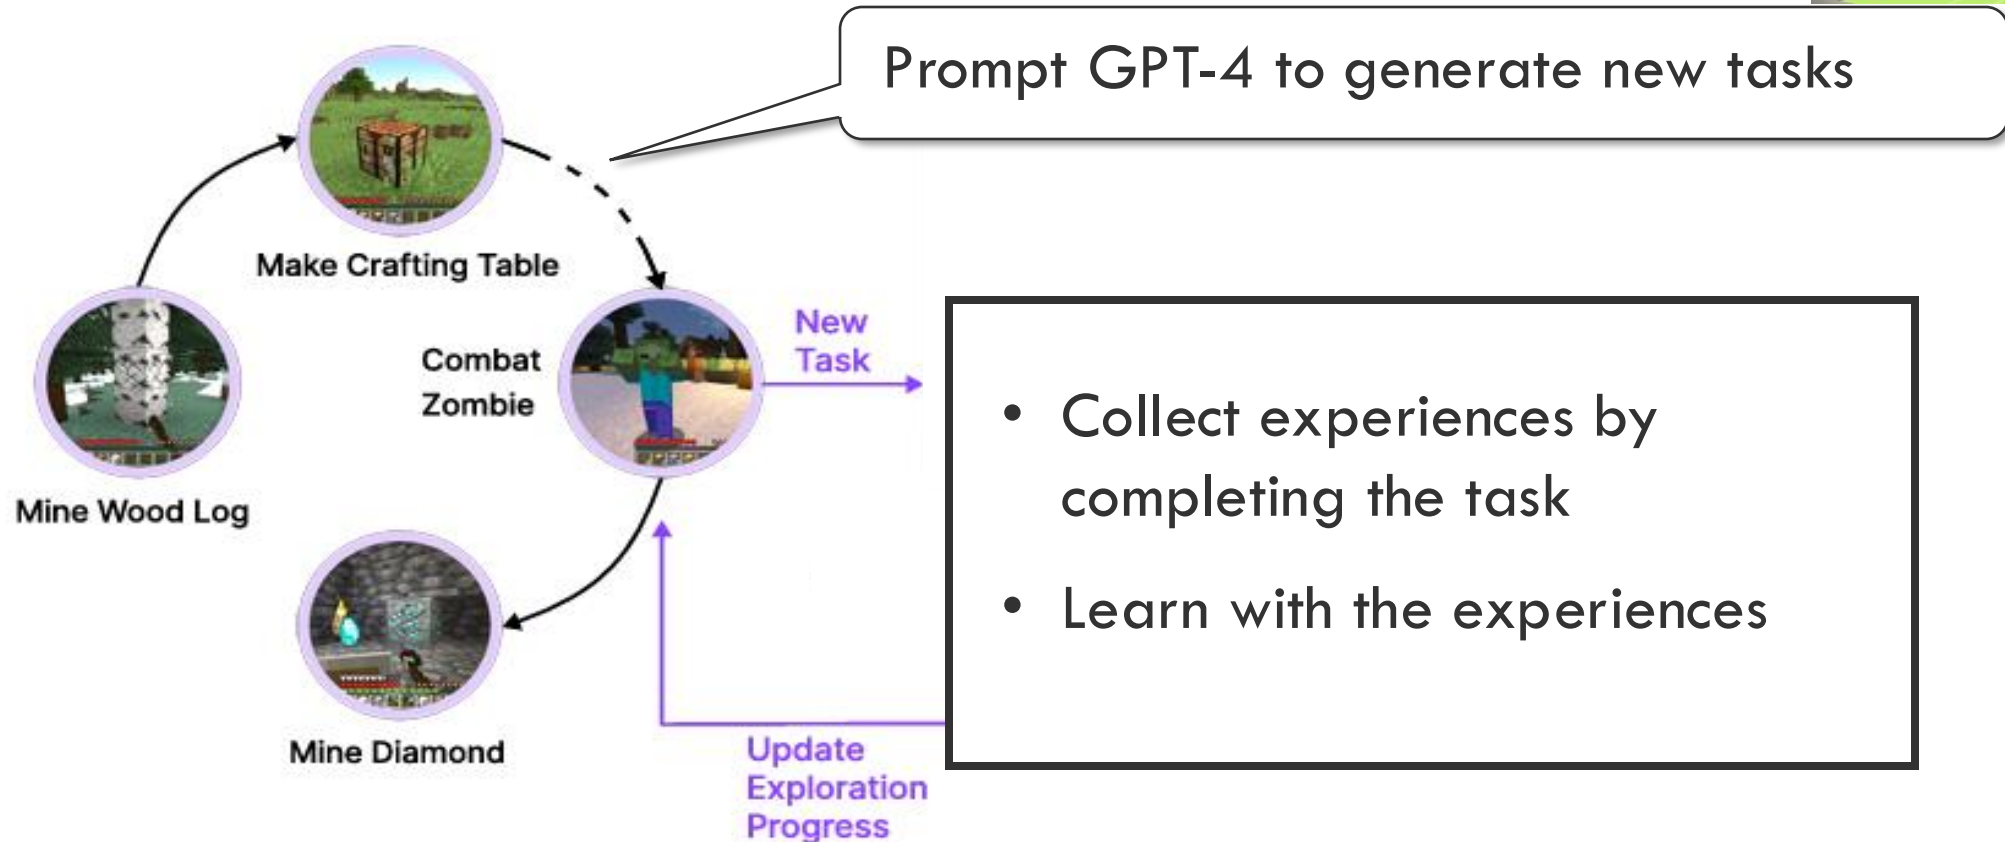 Prompt GPT-4 to generate new tasks
Make Crafting Table
New
Task
Combat
Zombie
• Collect experiences by
completing the task
Mine Wood Log
• Learn with the experiences
Mine Diamond
Update
Exploration
Progress